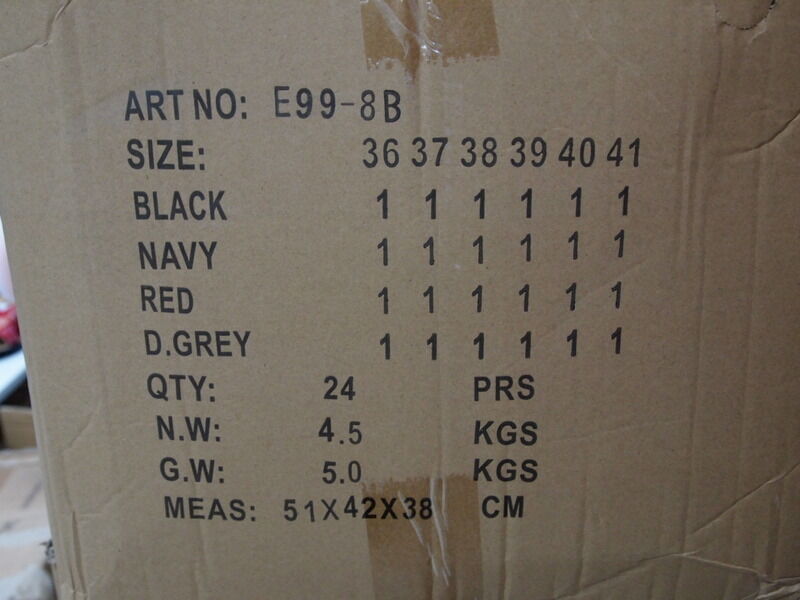 ART NO: E99-8B
SIZE: 36 37 38 39 40 41
BLACK 1 1 1 1 1 1
NAVY 1 1 1 1 1 1
RED 1 1 1 1 1 1
D.GREY 1 1 1 1 1 1
QTY: 24 PRS
N.W: 4.5 KGS
G.W: 5.0 KGS
MEAS: 51X42X38 CM